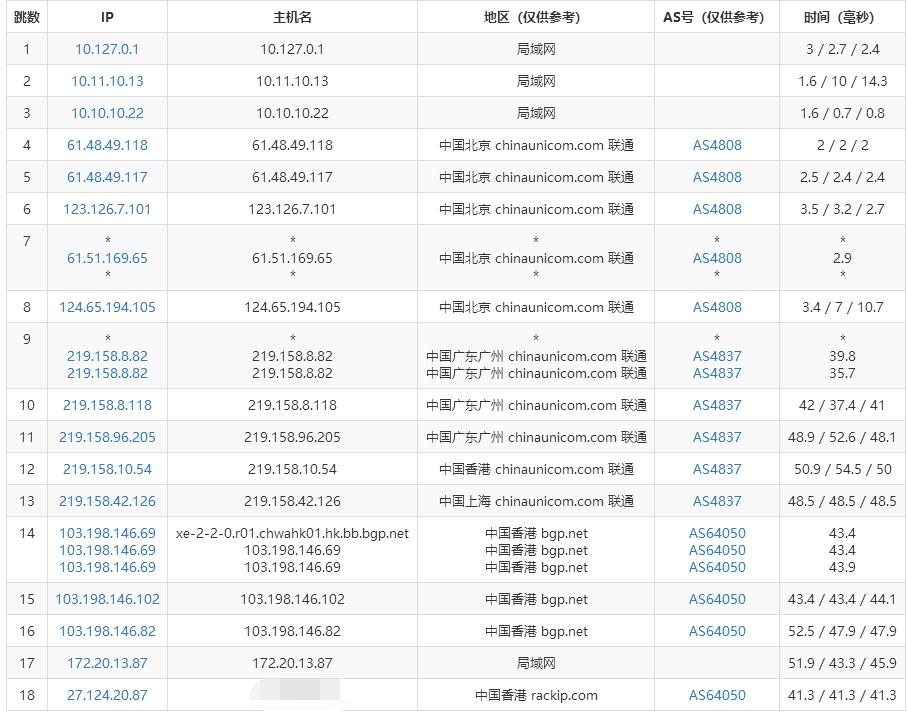 跳数 IP 主机名 地区（仅供参考） AS号（仅供参考） 时间（毫秒）
1 10.127.0.1 10.127.0.1 局域网 3 / 2.7 / 2.4
2 10.11.10.13 10.11.10.13 局域网 1.6 / 10 / 14.3
3 10.10.10.22 10.10.10.22 局域网 1.6 / 0.7 / 0.8
4 61.48.49.118 61.48.49.118 中国北京 chinaunicom.com 联通 AS4808 2 / 2 / 2
5 61.48.49.117 61.48.49.117 中国北京 chinaunicom.com 联通 AS4808 2.5 / 2.4 / 2.4
6 123.126.7.101 123.126.7.101 中国北京 chinaunicom.com 联通 AS4808 3.5 / 3.2 / 2.7
7 * * * * *
61.51.169.65 61.51.169.65 中国北京 chinaunicom.com 联通 AS4808 2.9
* * * * *
8 124.65.194.105 124.65.194.105 中国北京 chinaunicom.com 联通 AS4808 3.4 / 7 / 10.7
9 * * * * *
219.158.8.82 219.158.8.82 中国广东广州 chinaunicom.com 联通 AS4837 39.8
219.158.8.82 219.158.8.82 中国广东广州 chinaunicom.com 联通 AS4837 35.7
10 219.158.8.118 219.158.8.118 中国广东广州 chinaunicom.com 联通 AS4837 42 / 37.4 / 41
11 219.158.96.205 219.158.96.205 中国广东广州 chinaunicom.com 联通 AS4837 48.9 / 52.6 / 48.1
12 219.158.10.54 219.158.10.54 中国香港 chinaunicom.com 联通 AS4837 50.9 / 54.5 / 50
13 219.158.42.126 219.158.42.126 中国上海 chinaunicom.com 联通 AS4837 48.5 / 48.5 / 48.5
14 103.198.146.69 xe-2-2-0.r01.chwahk01.hk.bb.bgp.net 中国香港 bgp.net AS64050 43.4
103.198.146.69 103.198.146.69 中国香港 bgp.net AS64050 43.4
103.198.146.69 103.198.146.69 中国香港 bgp.net AS64050 43.9
15 103.198.146.102 103.198.146.102 中国香港 bgp.net AS64050 43.4 / 43.4 / 44.1
16 103.198.146.82 103.198.146.82 中国香港 bgp.net AS64050 52.5 / 47.9 / 47.9
17 172.20.13.87 172.20.13.87 局域网 51.9 / 43.3 / 45.9
18 27.124.20.87 中国香港 rackip.com AS64050 41.3 / 41.3 / 41.3